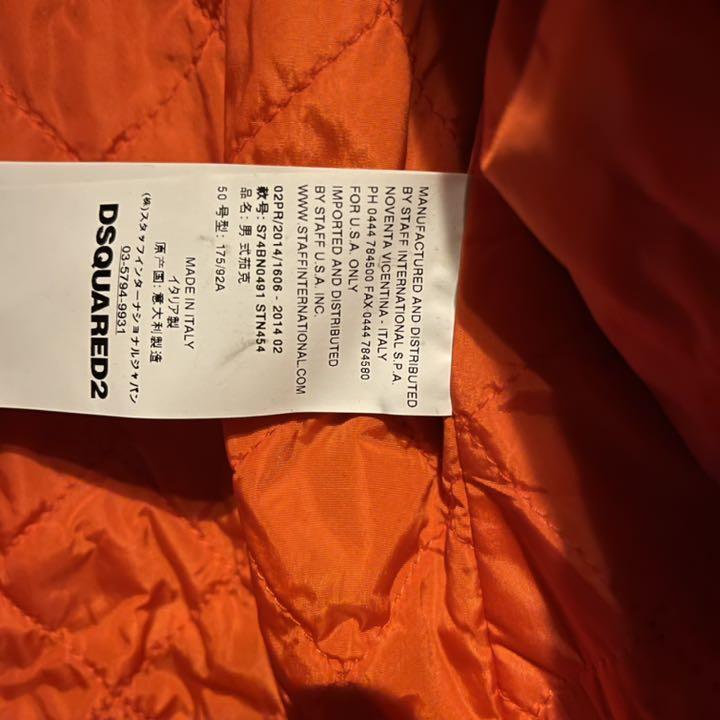 MANUFACTURED AND DISTRIBUTED
BY STAFF INTERNATIONAL S.P.A.
NOVENTA VICENTINA - ITALY
PH 0444 784500 FAX 0444 784580
FOR U.S.A. ONLY
IMPORTED AND DISTRIBUTED
BY STAFF U.S.A. INC.
WWW.STAFFINTERNATIONAL.COM
02PR/2014/1606 - 2014 02
款号: S74BN0491 STN454
品名: 男 式茄克
50 号型: 175/92A
MADE IN ITALY
イタリア製
原产国: 意大利製造
(株)スタッフインターナショナルジャパン
03-5794-9931
DSQUARED2